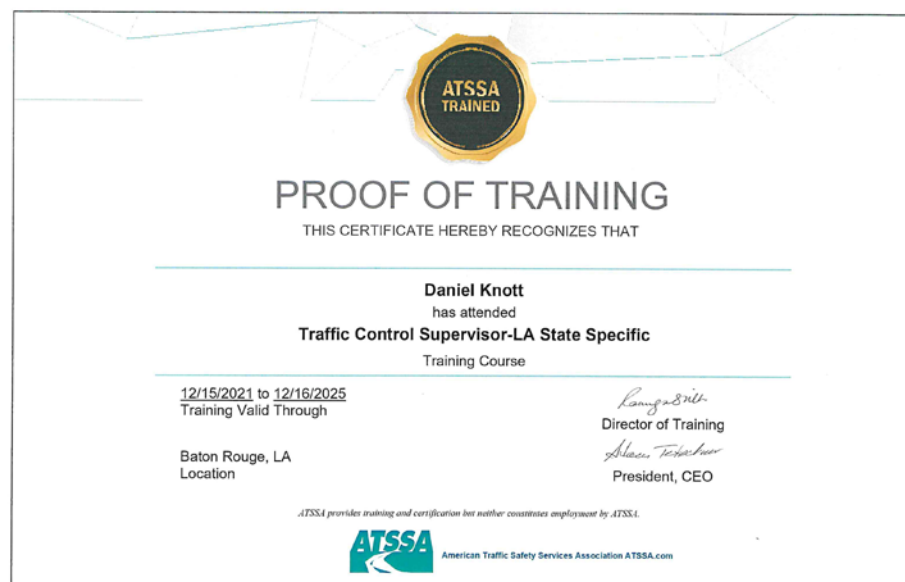 ATSSA
TRAINED
PROOF OF TRAINING
THIS CERTIFICATE HEREBY RECOGNIZES THAT
Daniel Knott
has attended
Traffic Control Supervisor-LA State Specific
Training Course
12/15/2021 to 12/16/2025
Training Valid Through
Director of Training
Baton Rouge, LA
Location
President, CEO
ATSSA provides training and certification but neither constitutes employment by ATSSA.
ATSSA
American Traffic Safety Services Association ATSSA.com